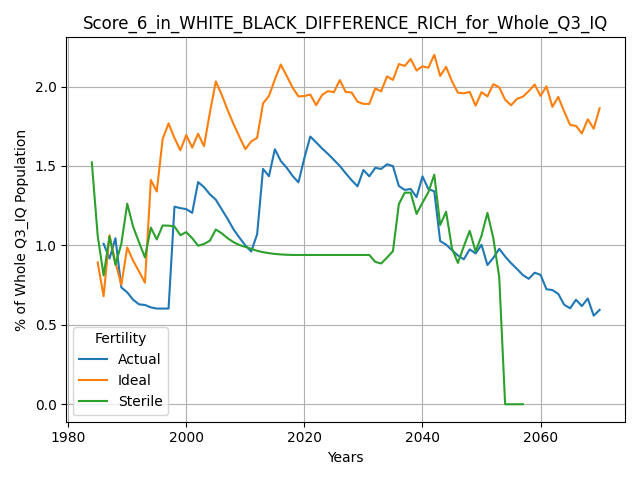 Score_6_in_WHITE_BLACK_DIFFERENCE_RICH_for_Whole_Q3_IQ
% of Whole Q3_IQ Population
2.0
1.5
1.0
0.5
0.0
Fertility
Actual
Ideal
Sterile
1980
2000
2020
2040
2060
Years